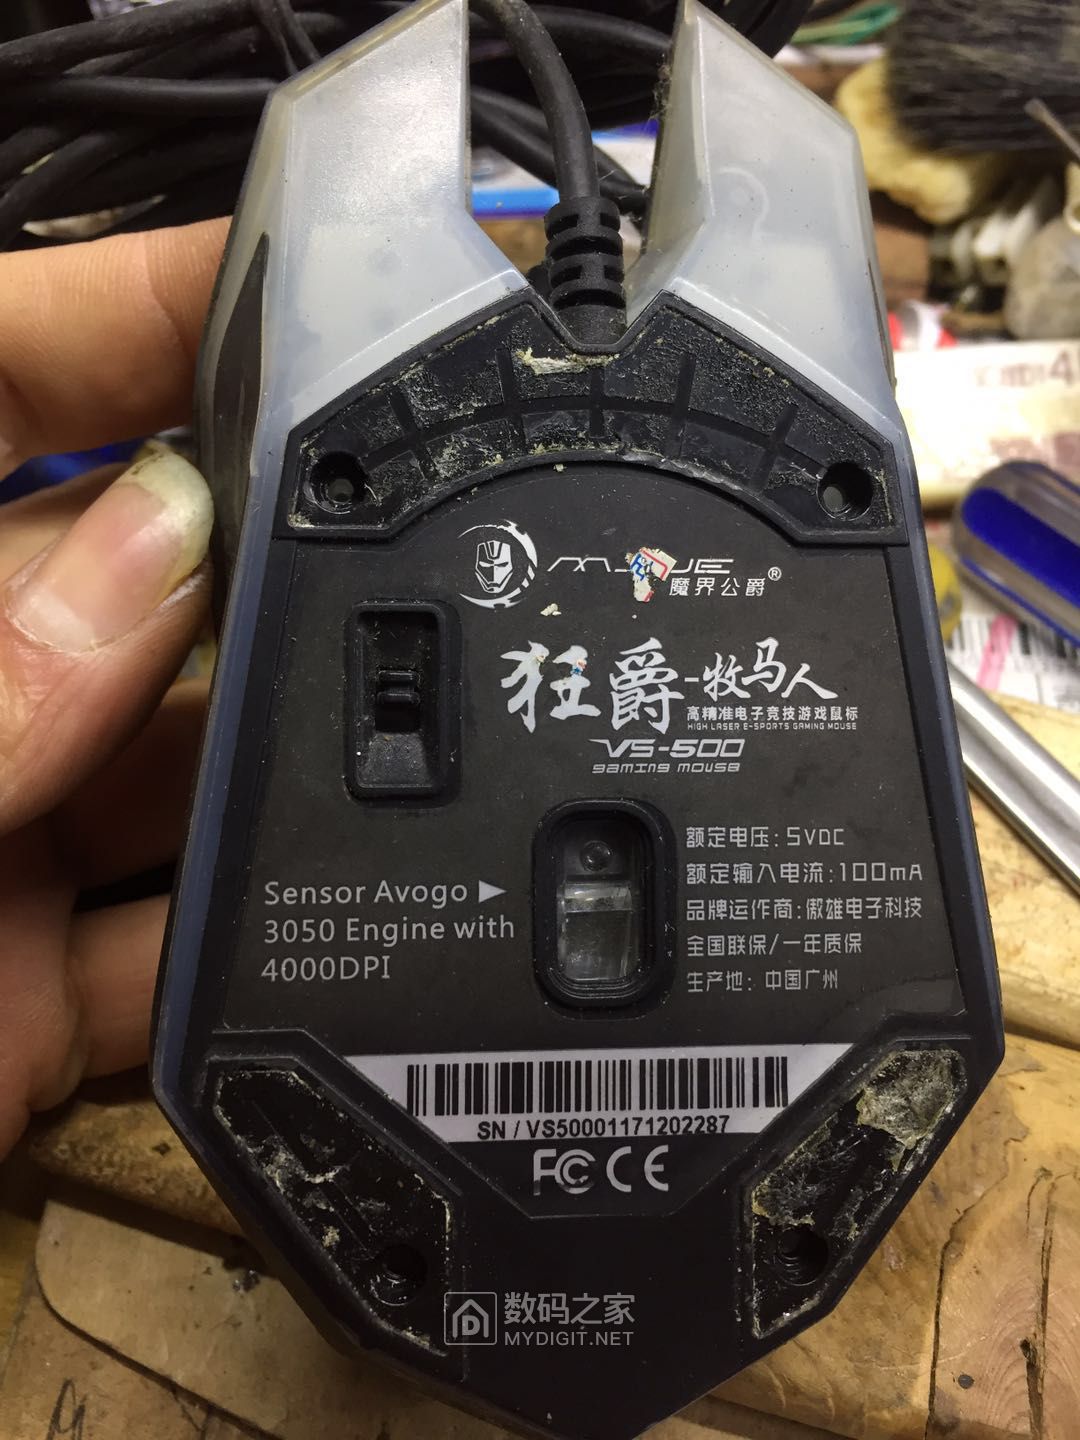 魔界公爵®
狂爵-牧马人
高精准电子竞技游戏鼠标
HIGH LASER E-SPORTS GAMING MOUSE
VS-500
gaming mouse
Sensor Avogo ▶
3050 Engine with
4000DPI
额定电压:5VDC
额定输入电流:100mA
品牌运作商:傲雄电子科技
全国联保/一年质保
生产地:中国广州
SN / VS50001171202287
FC CE
数码之家
MYDIGIT.NET